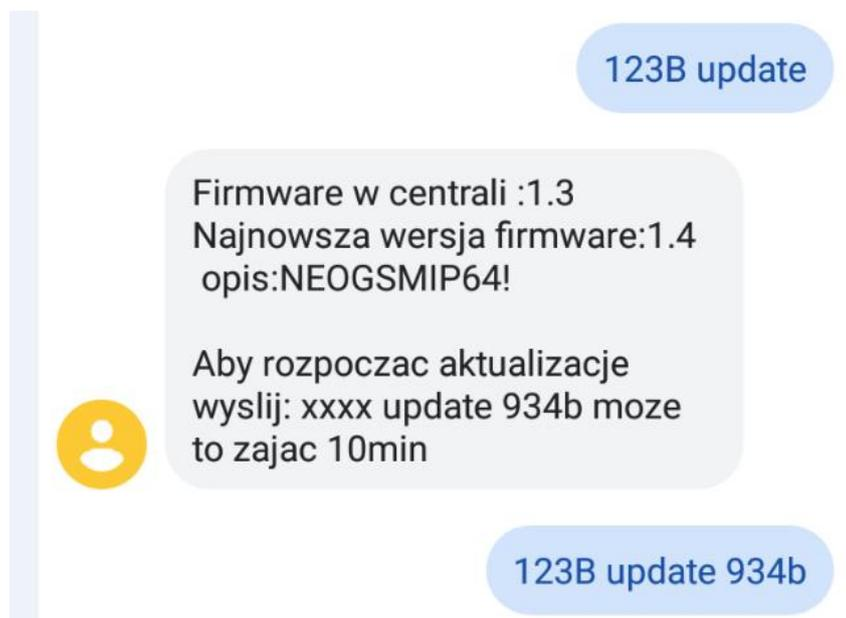 123B update
Firmware w centrali :1.3
Najnowsza wersja firmware:1.4
opis:NEOGSMIP64!
Aby rozpoczac aktualizacje
wyslij: xxxx update 934b moze
to zajac 10min
123B update 934b